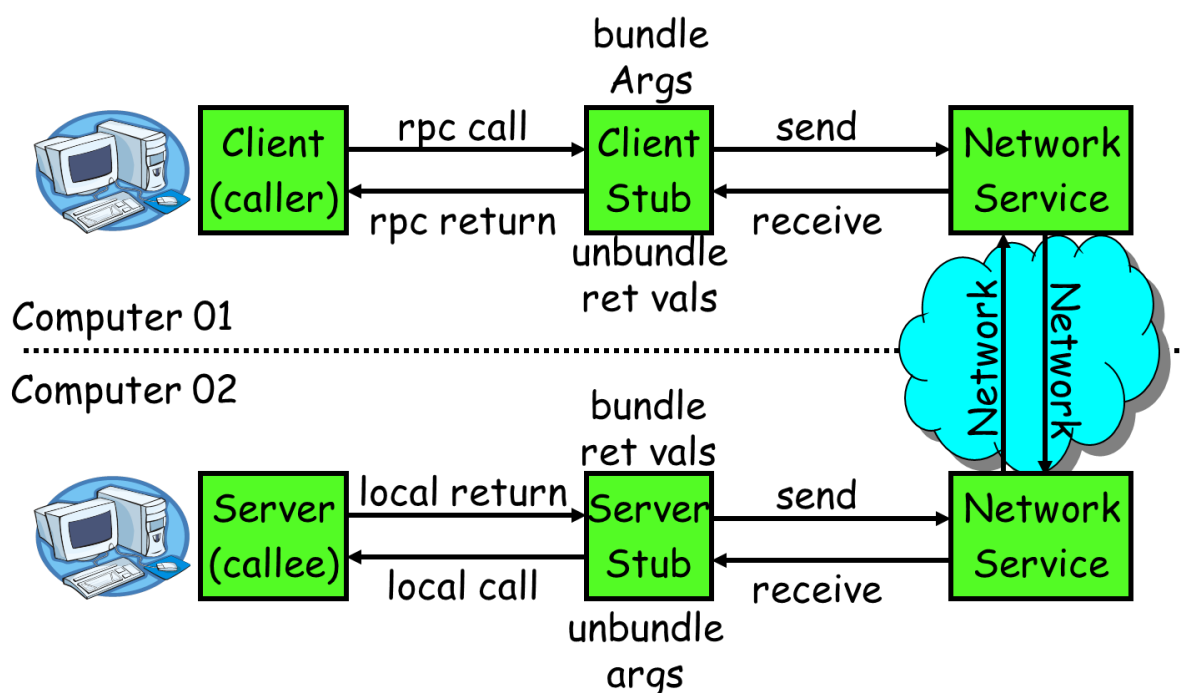 bundle
Args
Client
(caller)
rpc call
rpc return
Client
Stub
send
receive
Network
Service
unbundle
ret vals
Computer 01
Network
Network
Computer 02
bundle
ret vals
Server
(callee)
local return
local call
Server
Stub
send
receive
Network
Service
unbundle
args